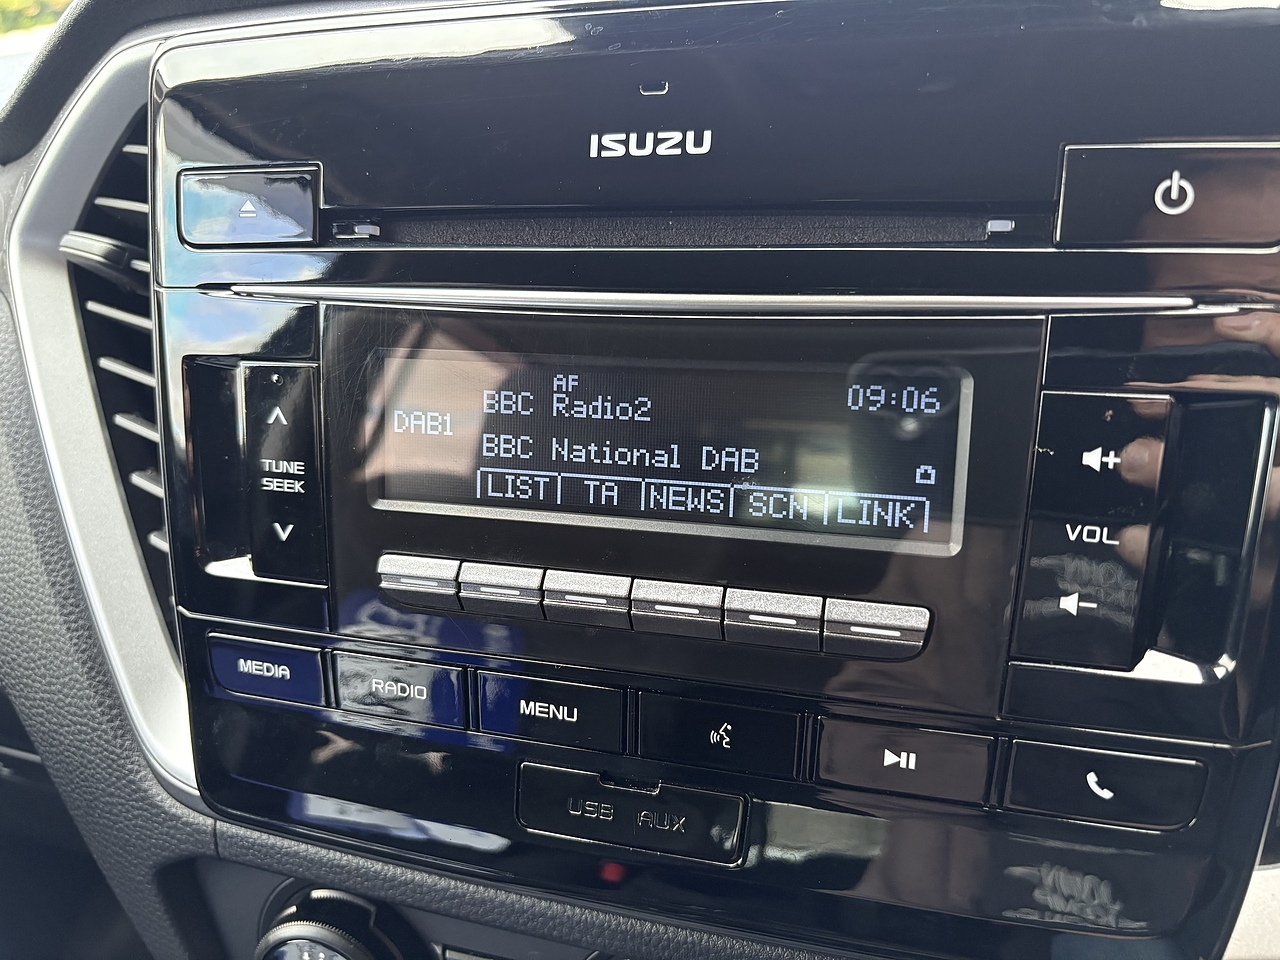 ISUZU
AF
BBC Radio2
09:06
DAB1
BBC National DAB
LIST TA NEWS SCN LINK
TUNE
SEEK
VOL
MEDIA
RADIO
MENU
USB AUX